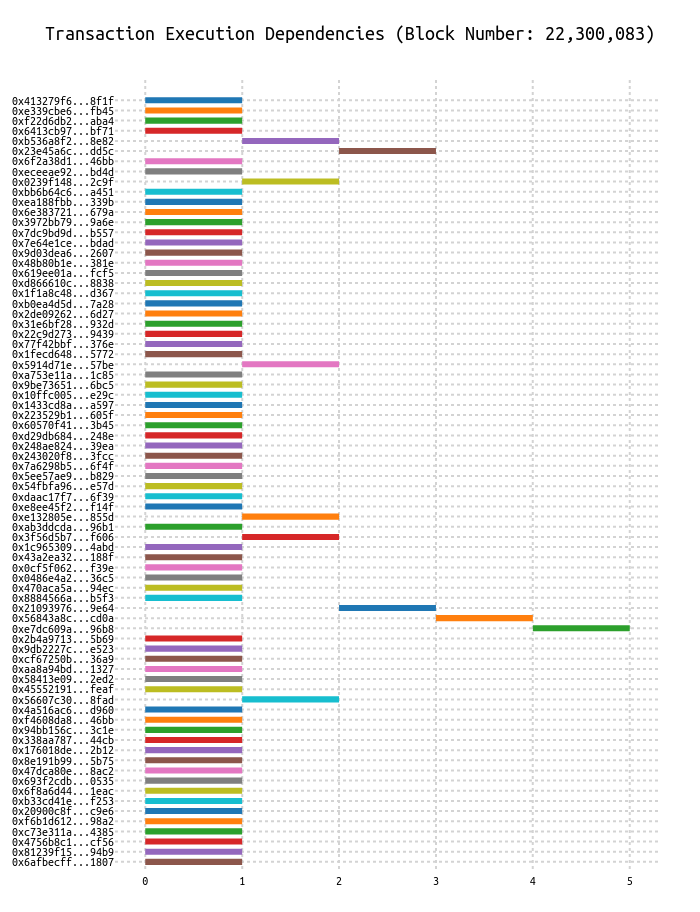 Transaction Execution Dependencies (Block Number: 22,300,083)
0x413279f6...8f1f
0xe339cbe6...fb45
0xf22d6db2...aba4
0x6413cb97...bf71
0xb536a8f2...8e82
0x23e45a6c...dd5c
0x6f2a38d1...46bb
0xeceeae92...bd4d
0x0239f148...2c9f
0xbb6b64c6...a451
0xea188fbb...339b
0x6e383721...679a
0x3972bb79...9a6e
0x7dc9bd9d...b557
0x7e64e1ce...bdad
0x9d03dea6...2607
0x48b80b1e...381e
0x619ee01a...fcf5
0xd866610c...8838
0x1f1a8c48...d367
0xb0ea4d5d...7a28
0x2de09262...6d27
0x31e6bf28...932d
0x22c9d273...9439
0x77f42bbf...376e
0x1fecd648...5772
0x5914d71e...57be
0xa753e11a...1c85
0x9be73651...6bc5
0x10ffc005...e29c
0x1433cd8a...a597
0x223529b1...605f
0x60570f41...3b45
0xd29db684...248e
0x248ae824...39ea
0x243020f8...3fcc
0x7a6298b5...6f4f
0x5ee57ae9...b829
0x54fbfa96...e57d
0xdaac17f7...6f39
0xe8ee45f2...f14f
0xe132805e...855d
0xab3ddcda...96b1
0x3f56d5b7...f606
0x1c965309...4abd
0x43a2ea32...188f
0x0cf5f062...f39e
0x0486e4a2...36c5
0x470aca5a...94ec
0x8884566a...b5f3
0x21093976...9e64
0x56843a8c...cd0a
0xe7dc609a...96b8
0x2b4a9713...5b69
0x9db2227c...e523
0xcf67250b...36a9
0xaa8a94bd...1327
0x58413e09...2ed2
0x45552191...feaf
0x56607c30...8fad
0x4a516ac6...d960
0xf4608da8...46bb
0x94bb156c...3c1e
0x338aa787...44cb
0x176018de...2b12
0x8e191b99...5b75
0x47dca80e...8ac2
0x693f2cdb...0535
0x6f8a6d44...1eac
0xb33cd41e...f253
0x20900c8f...c9e6
0xf6b1d612...98a2
0xc73e311a...4385
0x4756b8c1...cf56
0x81239f15...94b9
0x6afbecff...1807
0 1 2 3 4 5